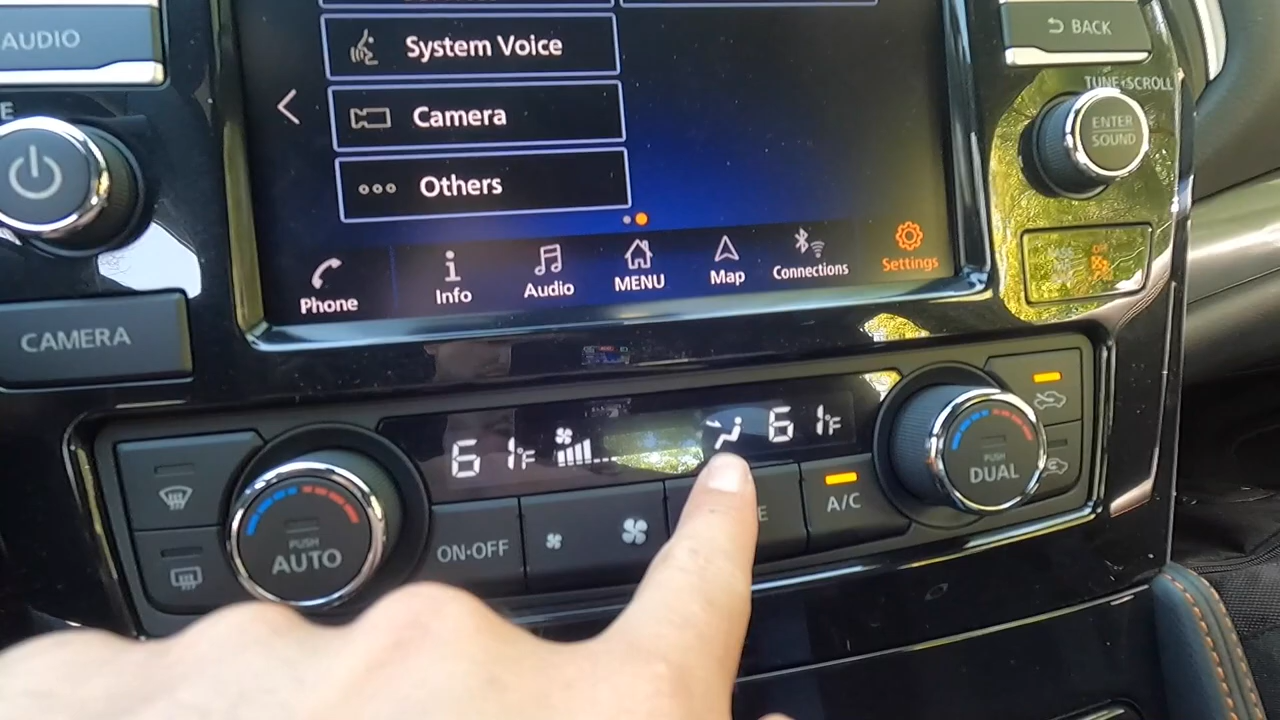 AUDIO
System Voice
BACK
TUNE•SCROLL
Camera
ENTER
SOUND
Others
Phone
Info
Audio
MENU
Map
Connections
Settings
CAMERA
61°F
61°F
PUSH
AUTO
ON•OFF
A/C
PUSH
DUAL